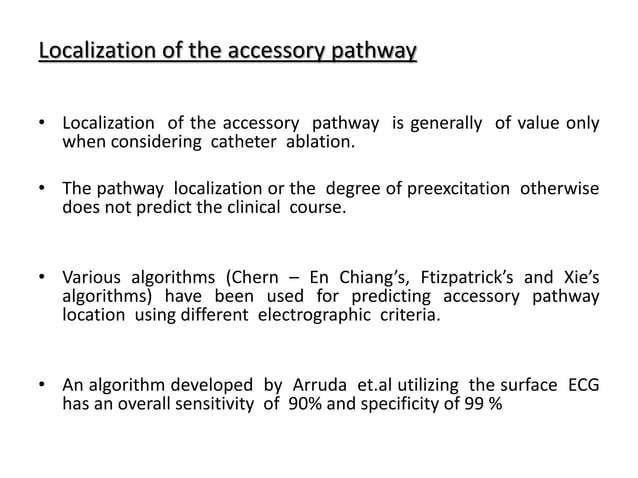 Localization of the accessory pathway
• Localization of the accessory pathway is generally of value only
when considering catheter ablation.
• The pathway localization or the degree of preexcitation otherwise
does not predict the clinical course.
• Various algorithms (Chern – En Chiang’s, Ftizpatrick’s and Xie’s
algorithms) have been used for predicting accessory pathway
location using different electrographic criteria.
• An algorithm developed by Arruda et.al utilizing the surface ECG
has an overall sensitivity of 90% and specificity of 99 %